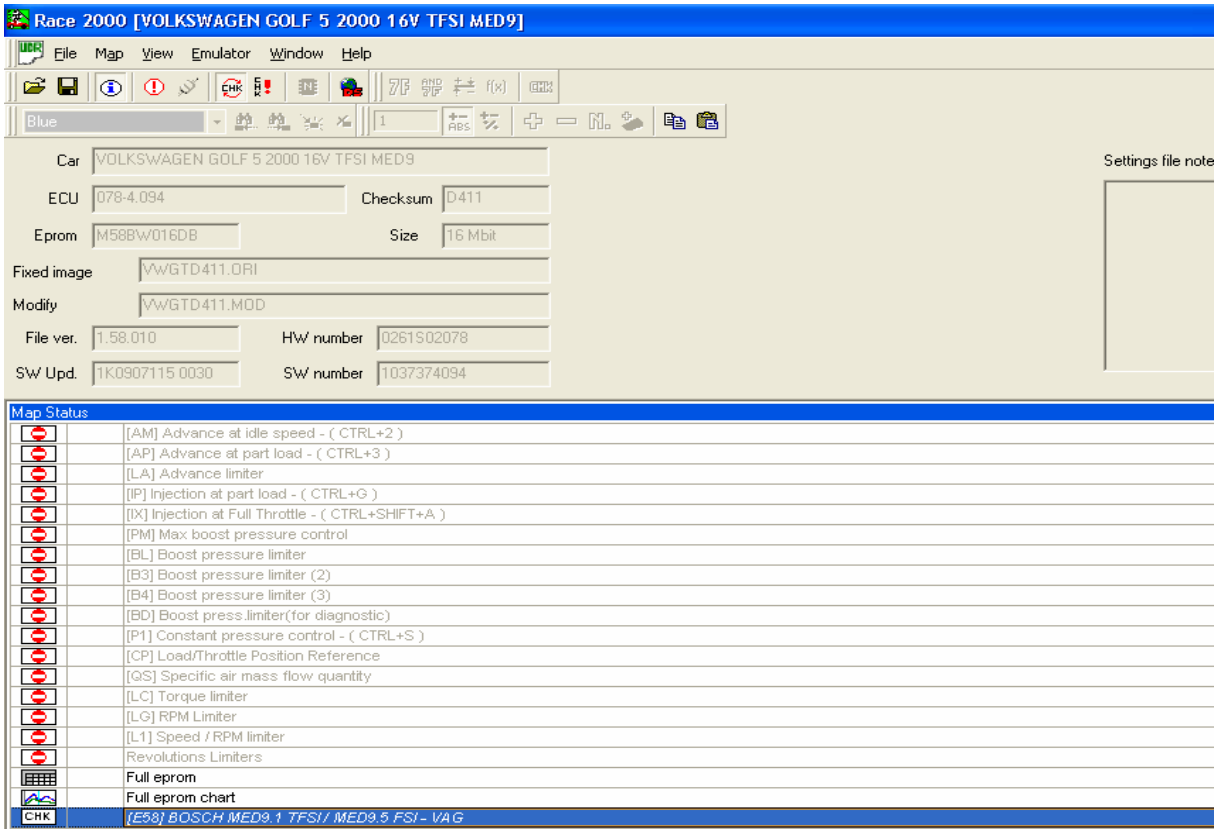 Race 2000 [VOLKSWAGEN GOLF 5 2000 16V TFSI MED9]
File Map View Emulator Window Help
Blue 1
Car VOLKSWAGEN GOLF 5 2000 16V TFSI MED9 Settings file note
ECU 078-4.094 Checksum D411
Eprom M58BW016DB Size 16 Mbit
Fixed image VWGTD411.ORI
Modify VWGTD411.MOD
File ver. 1.58.010 HW number 0261S02078
SW Upd. 1K0907115 0030 SW number 1037374094
Map Status
[AM] Advance at idle speed - ( CTRL+2 )
[AP] Advance at part load - ( CTRL+3 )
[LA] Advance limiter
[IP] Injection at part load - ( CTRL+G )
[IX] Injection at Full Throttle - ( CTRL+SHIFT+A )
[PM] Max boost pressure control
[BL] Boost pressure limiter
[B3] Boost pressure limiter (2)
[B4] Boost pressure limiter (3)
[BD] Boost press.limiter(for diagnostic)
[P1] Constant pressure control - ( CTRL+S )
[CP] Load/Throttle Position Reference
[QS] Specific air mass flow quantity
[LC] Torque limiter
[LG] RPM Limiter
[L1] Speed / RPM limiter
Revolutions Limiters
Full eprom
Full eprom chart
CHK [E58] BOSCH MED9.1 TFSI / MED9.5 FSI - VAG